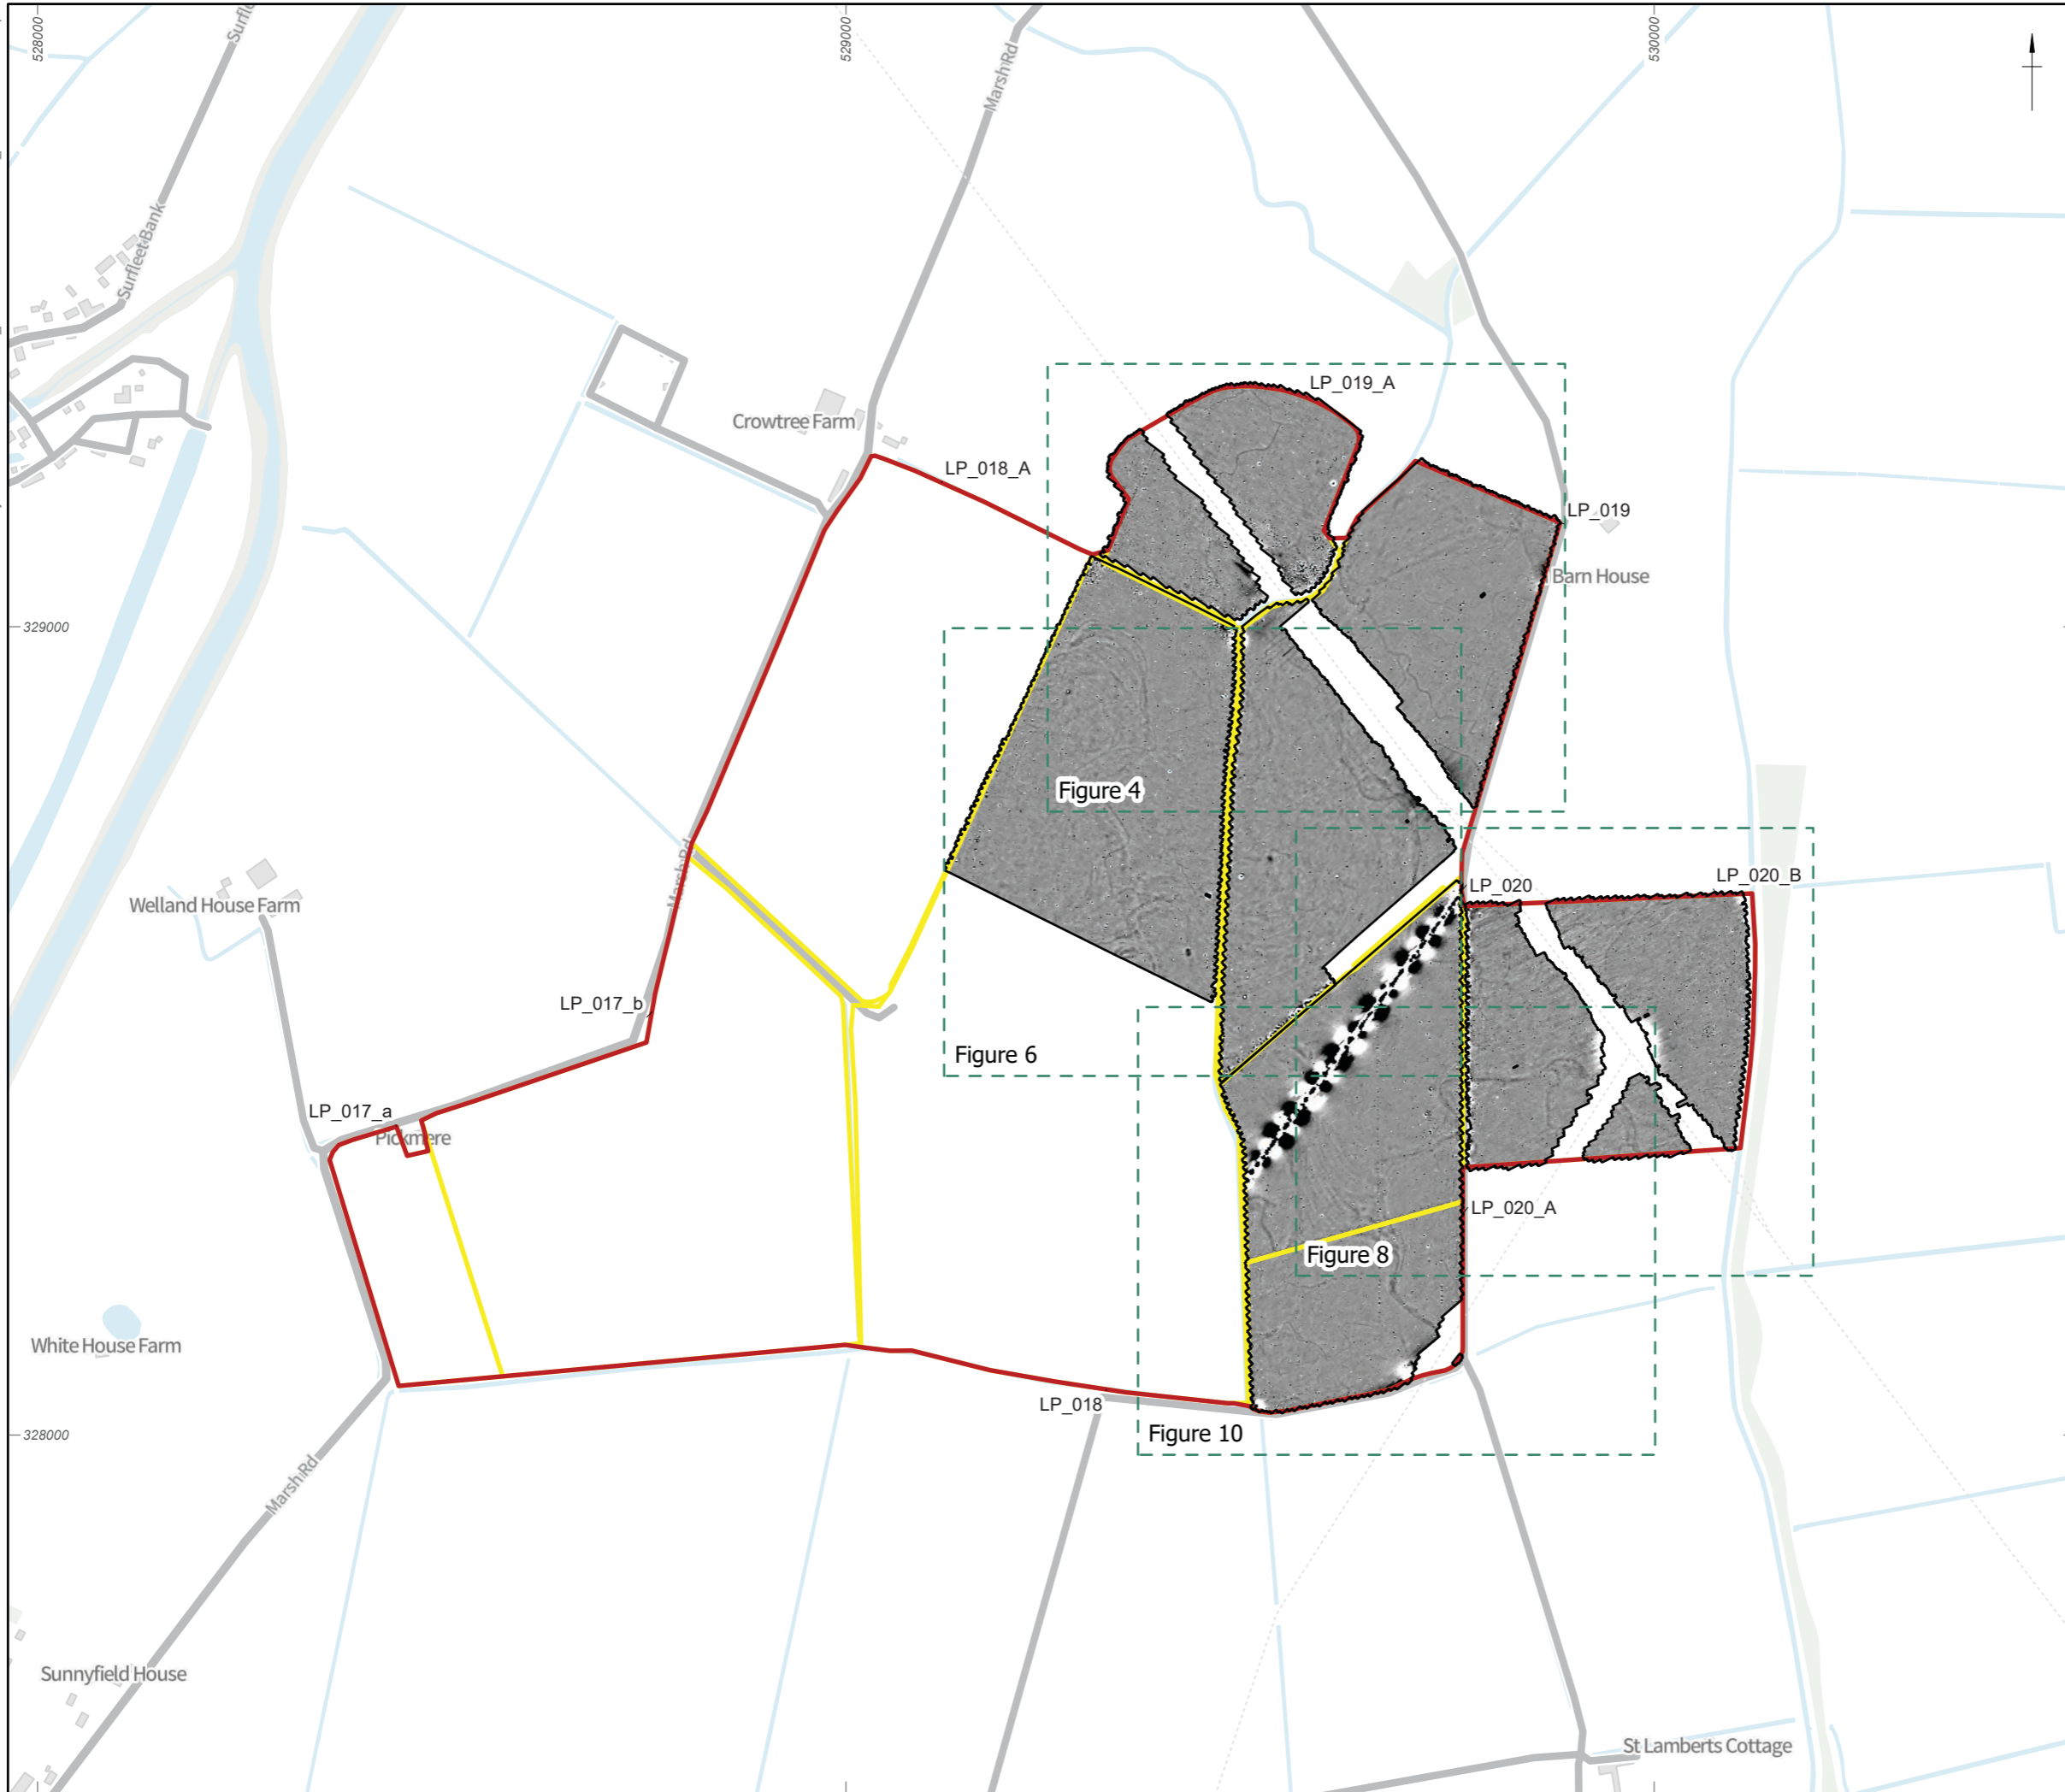 528000
529000
530000
Surfle
Marsh Rd
Surfleet Bank
LP_019_A
Crowtree Farm
LP_018_A
LP_019
Barn House
329000
Figure 4
Marsh Rd
LP_020_B
LP_020
Welland House Farm
LP_017_b
Figure 6
LP_017_a
Pickmere
LP_020_A
Figure 8
White House Farm
LP_018
Figure 10
328000
Marsh Rd
Sunnyfield House
St Lamberts Cottage